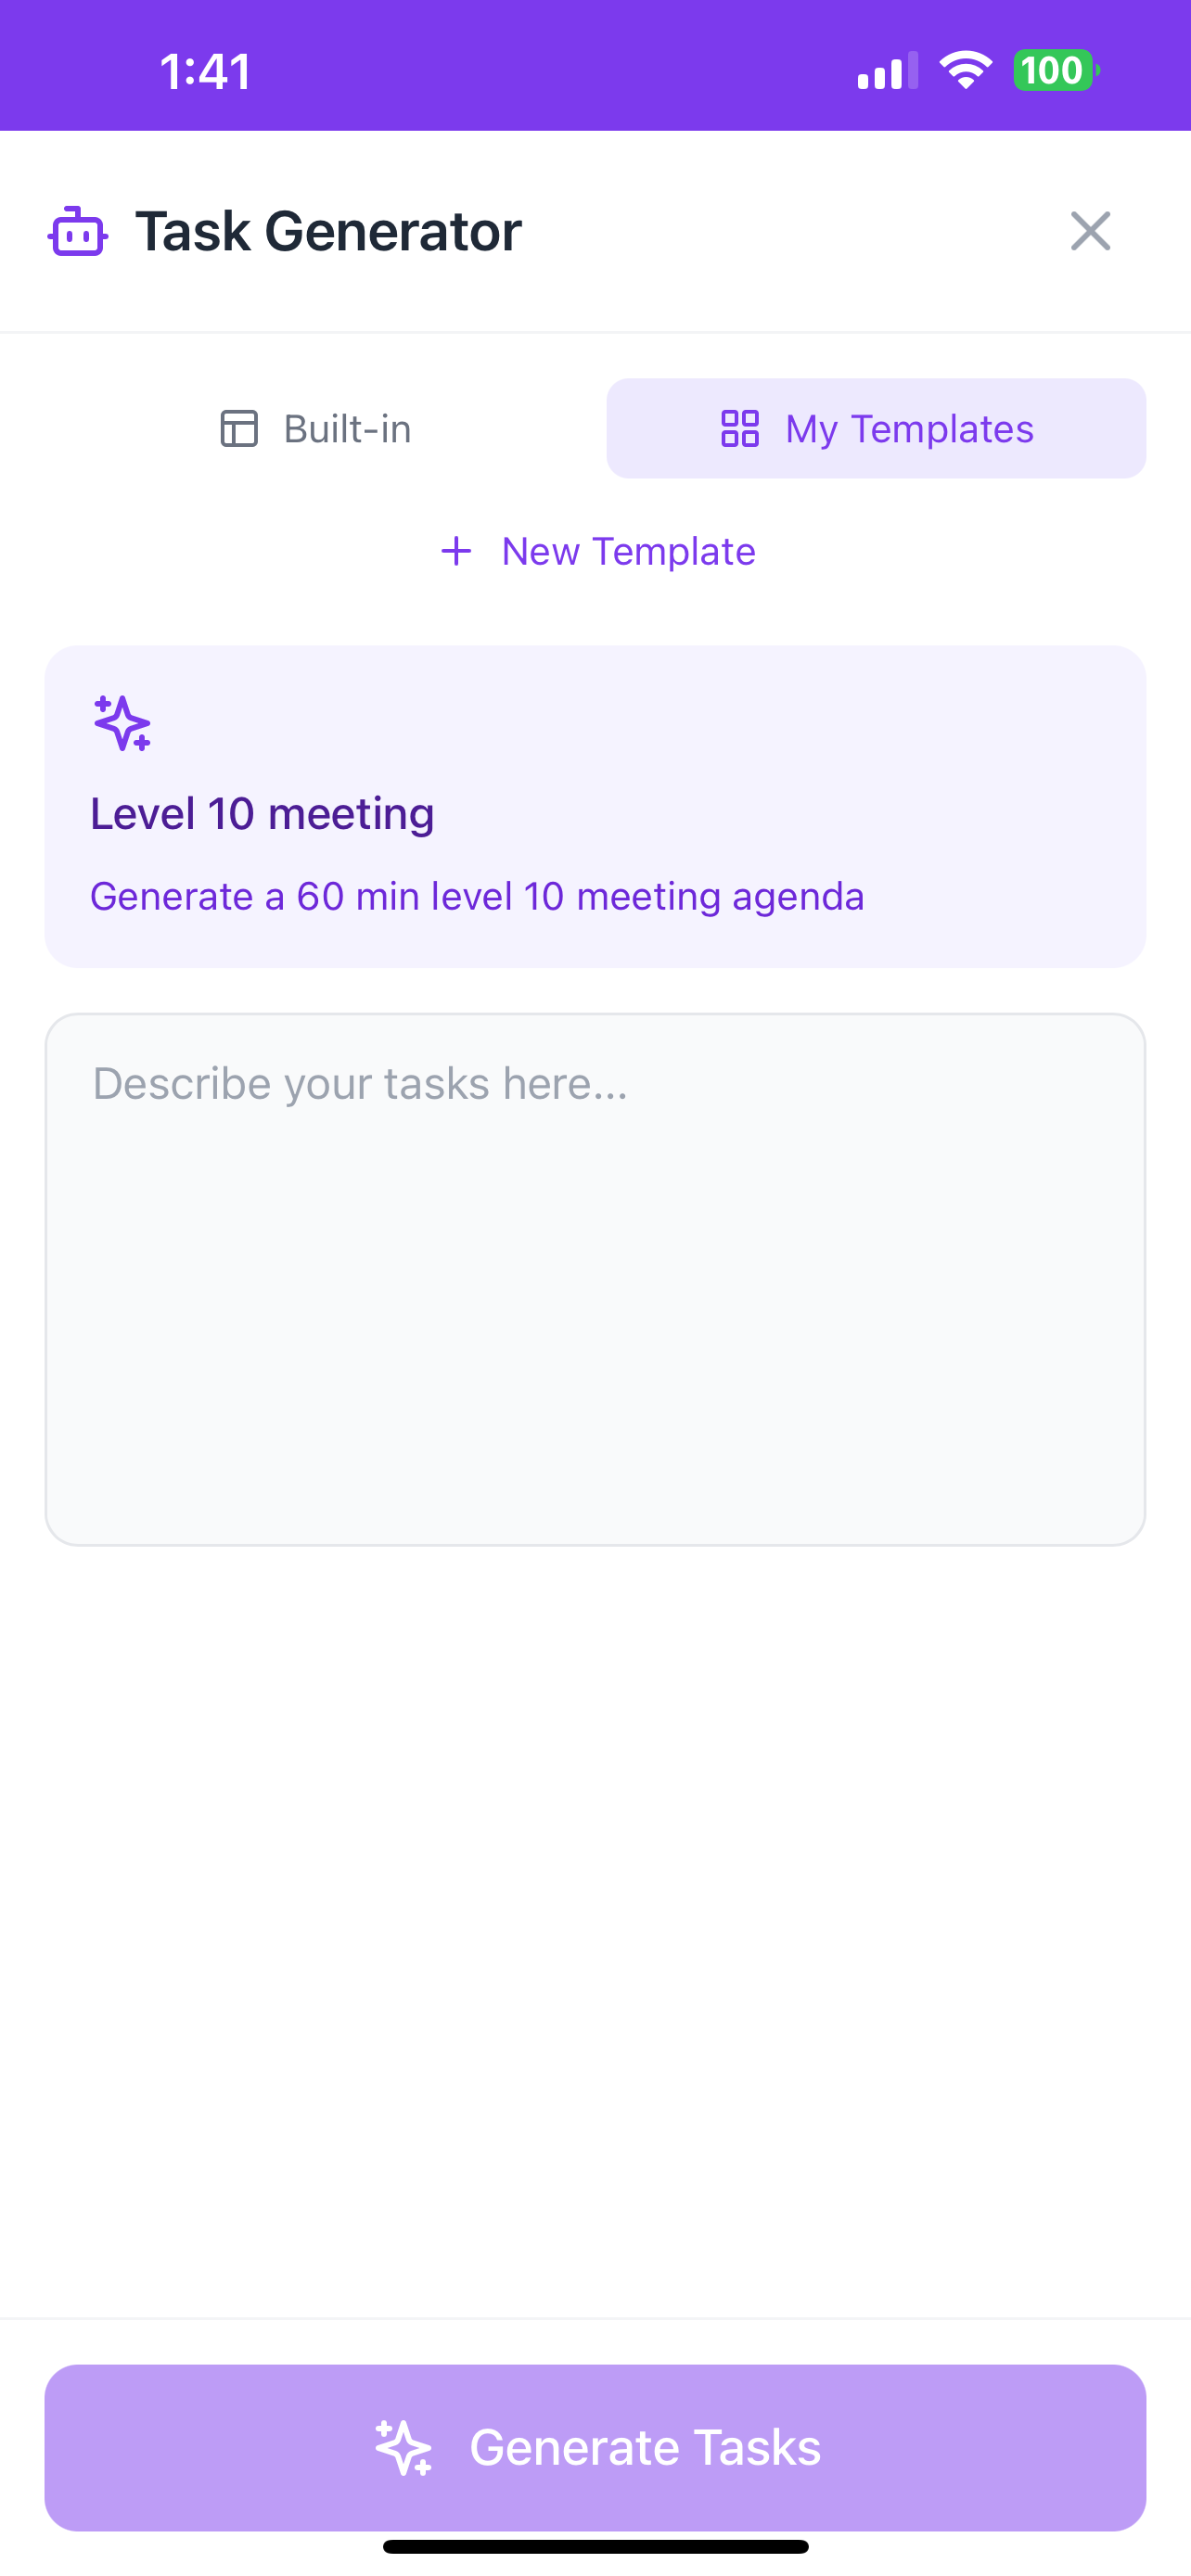 1:41
100
Task Generator
Built-in
My Templates
+ New Template
Level 10 meeting
Generate a 60 min level 10 meeting agenda
Describe your tasks here...
Generate Tasks